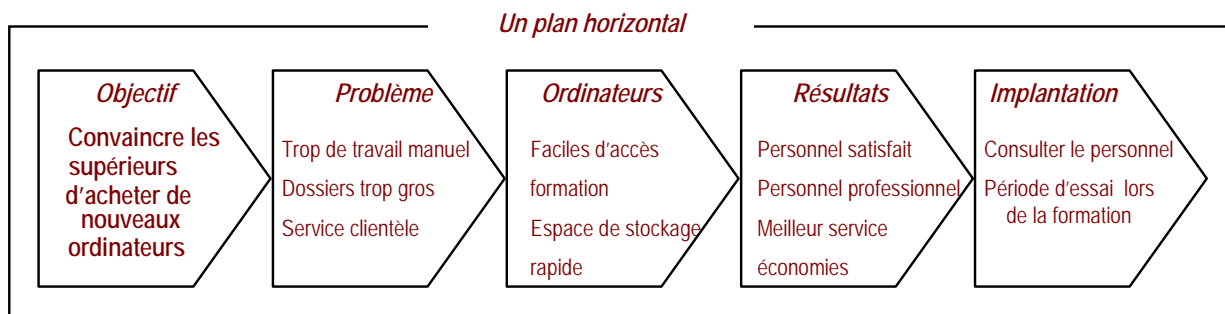 Un plan horizontal
Objectif
Convaincre les
supérieurs
d'acheter de
nouveaux
ordinateurs
Problème
Trop de travail manuel
Dossiers trop gros
Service clientèle
Ordinateurs
Faciles d'accès
formation
Espace de stockage
rapide
Résultats
Personnel satisfait
Personnel professionnel
Meilleur service
économies
Implantation
Consulter le personnel
Période d'essai lors
de la formation